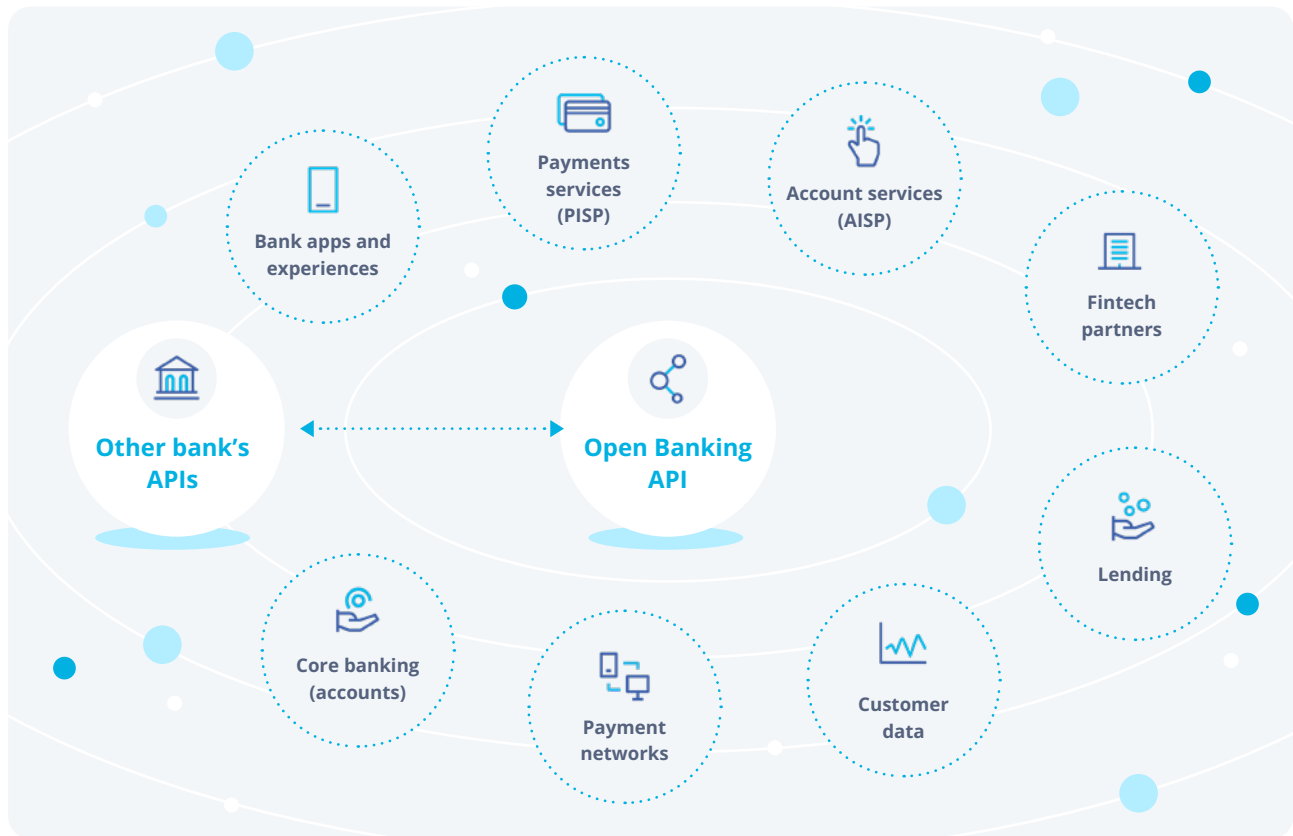 Payments
services
(PISP)
Account services
(AISP)
Bank apps and
experiences
Fintech
partners
Other bank’s
APIs
Open Banking
API
Lending
Core banking
(accounts)
Payment
networks
Customer
data